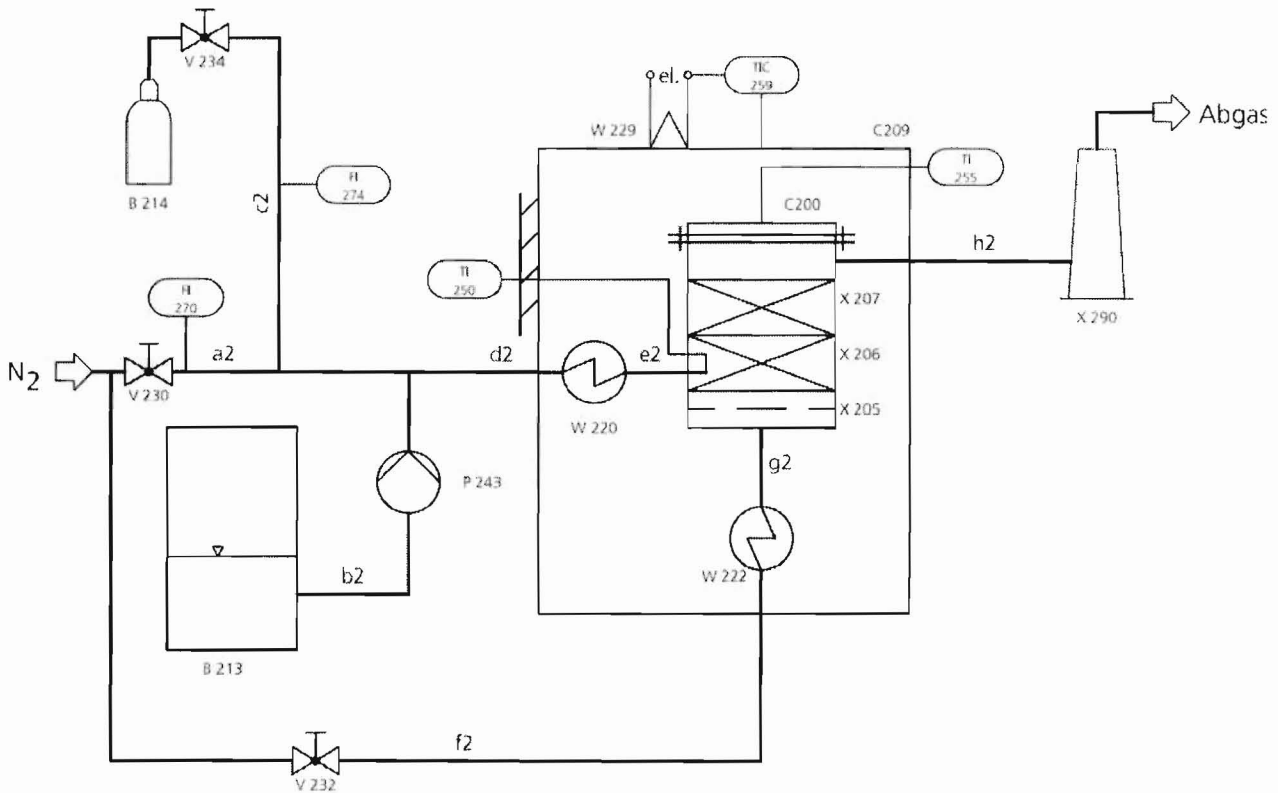 V 234
el.
TIC
259
W 229
C209
Abgas
B 214
c2
FI
274
TI
255
C200
h2
TI
250
FI
270
X 207
X 290
N2
a2
d2
e2
X 206
V 230
W 220
X 205
g2
P 243
W 222
b2
B 213
f2
V 232